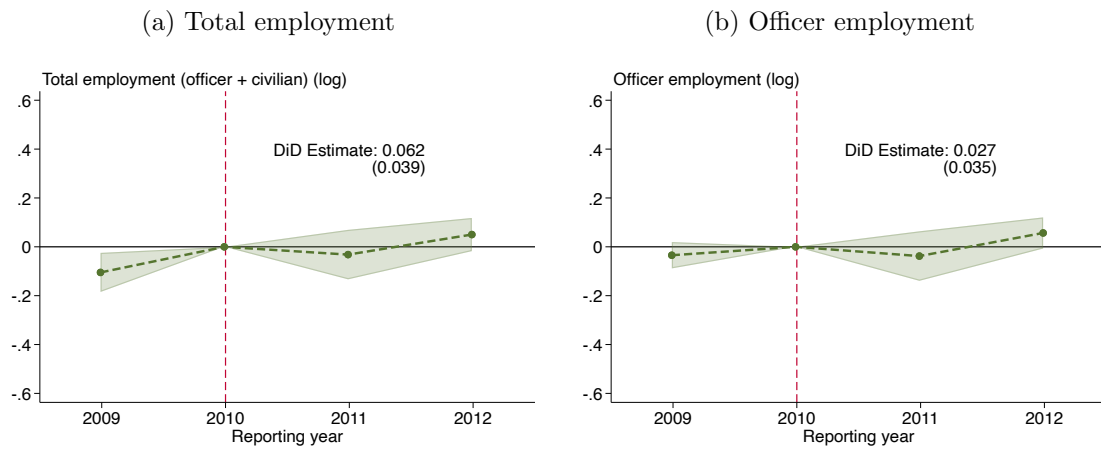 (a) Total employment
Total employment (officer + civilian) (log)
.6
.4
.2
0
-.2
-.4
-.6
DiD Estimate: 0.062
(0.039)
2009 2010 2011 2012
Reporting year
(b) Officer employment
Officer employment (log)
.6
.4
.2
0
-.2
-.4
-.6
DiD Estimate: 0.027
(0.035)
2009 2010 2011 2012
Reporting year